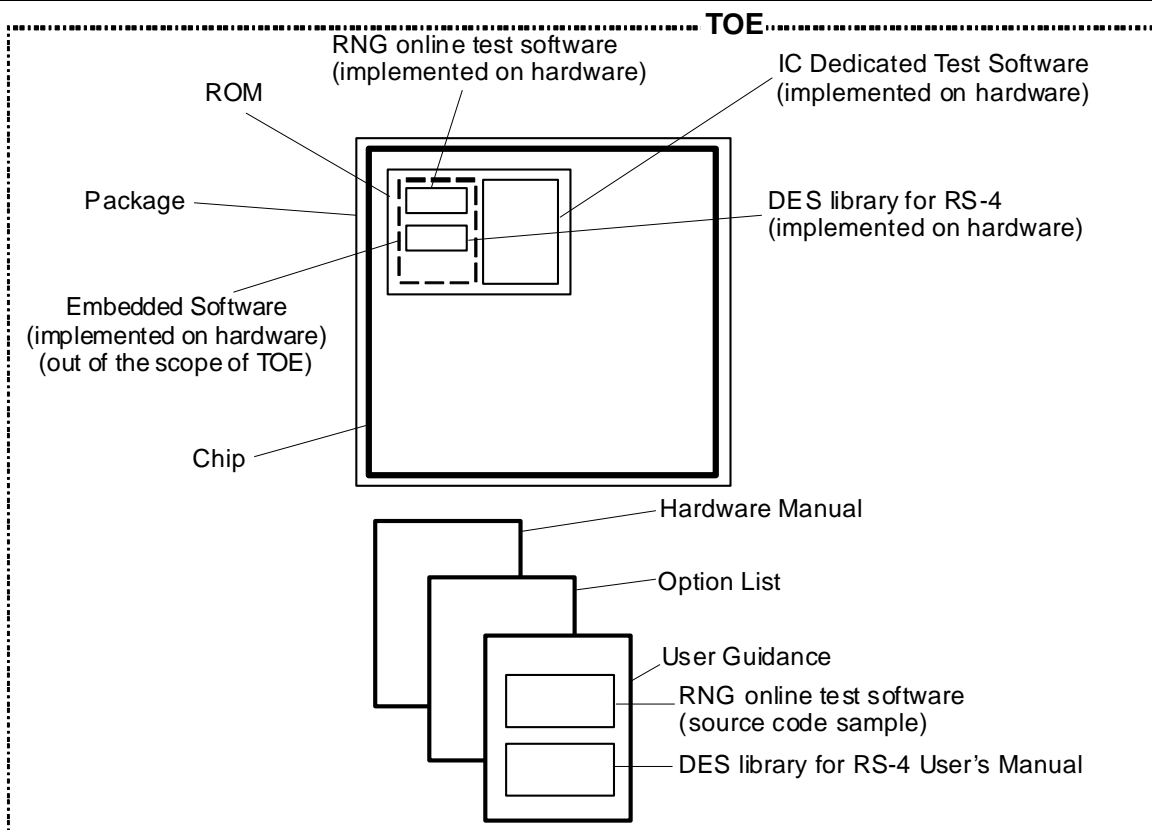 TOE
RNG online test software
(implemented on hardware)
IC Dedicated Test Software
(implemented on hardware)
ROM
Package
DES library for RS-4
(implemented on hardware)
Embedded Software
(implemented on hardware)
(out of the scope of TOE)
Chip
Hardware Manual
Option List
User Guidance
RNG online test software
(source code sample)
DES library for RS-4 User's Manual